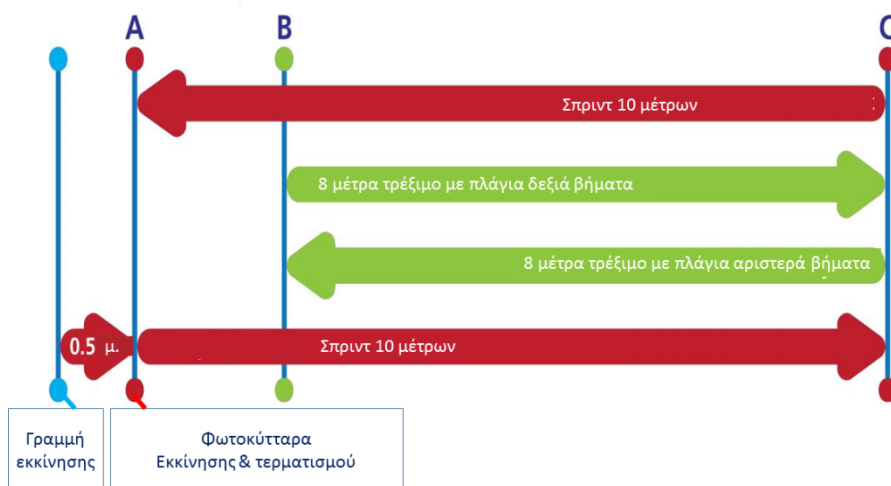 A B C
Σπριντ 10 μέτρων
8 μέτρα τρέξιμο με πλάγια δεξιά βήματα
8 μέτρα τρέξιμο με πλάγια αριστερά βήματα
0.5 μ. Σπριντ 10 μέτρων
Γραμμή
εκκίνησης
Φωτοκύτταρα
Εκκίνησης & τερματισμού